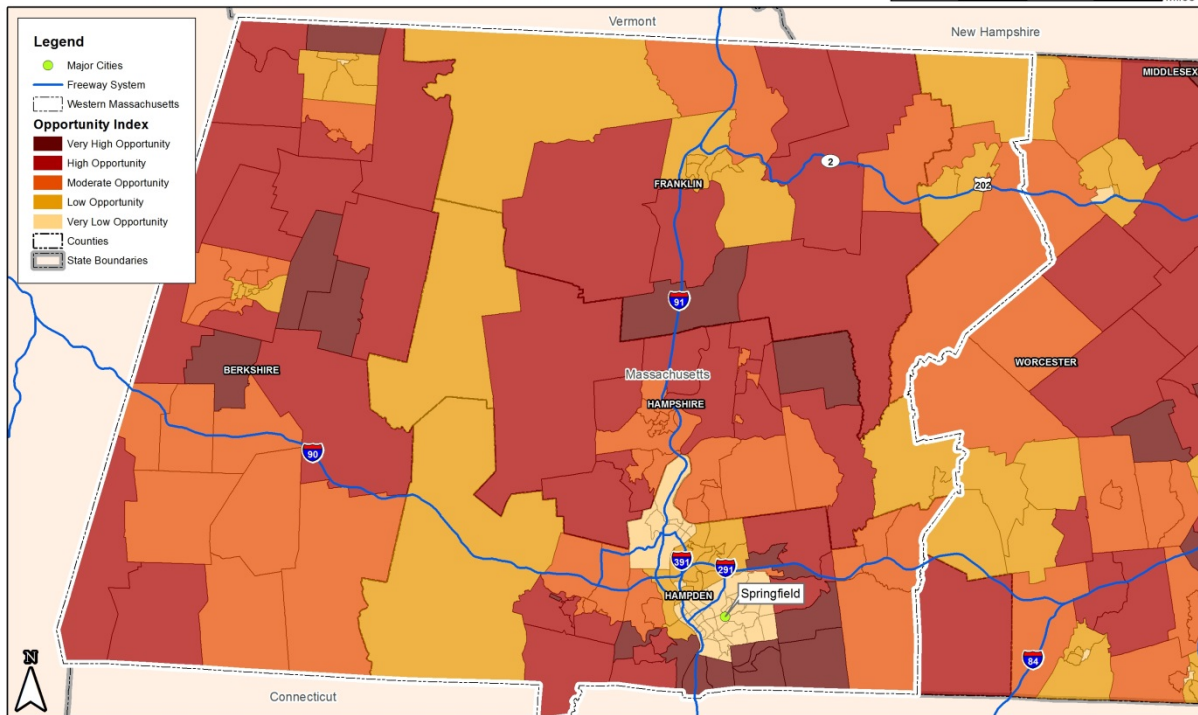 Miles
Vermont
New Hampshire
Legend
Major Cities
Freeway System
Western Massachusetts
Opportunity Index
Very High Opportunity
High Opportunity
Moderate Opportunity
Low Opportunity
Very Low Opportunity
Counties
State Boundaries
MIDDLESEX
2
FRANKLIN
202
91
BERKSHIRE
WORCESTER
Massachusetts
HAMPSHIRE
90
391
291
HAMPDEN
Springfield
84
N
Connecticut